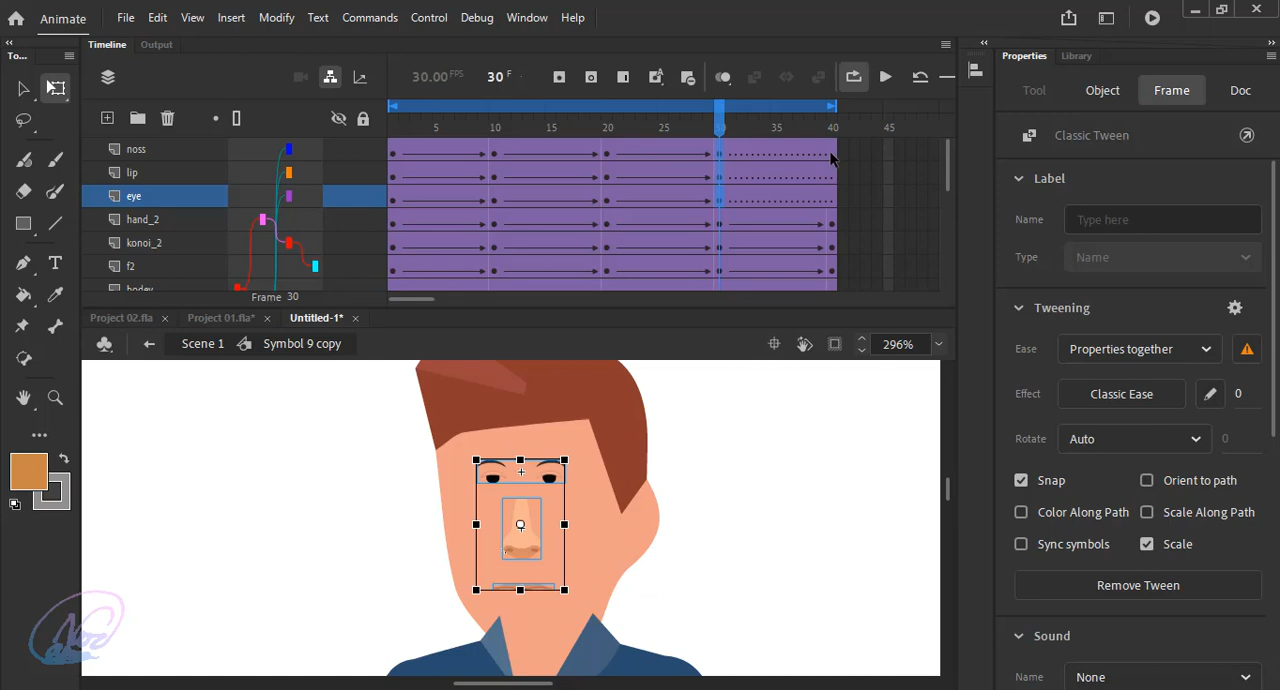 Animate File Edit View Insert Modify Text Commands Control Debug Window Help
To... Timeline Output Properties Library
30.00 FPS 30 F
Tool Object Frame Doc
5 10 15 20 25 30 35 40 45
Classic Tween
noss
lip
eye
hand_2
konoi_2
f2
bodey
Frame 30
Label
Name Type here
Type Name
Tweening
Ease Properties together
Effect Classic Ease 0
Rotate Auto 0
Snap Orient to path
Color Along Path Scale Along Path
Sync symbols Scale
Remove Tween
Sound
Name None
Project 02.fla Project 01.fla* Untitled-1*
Scene 1 Symbol 9 copy 296%